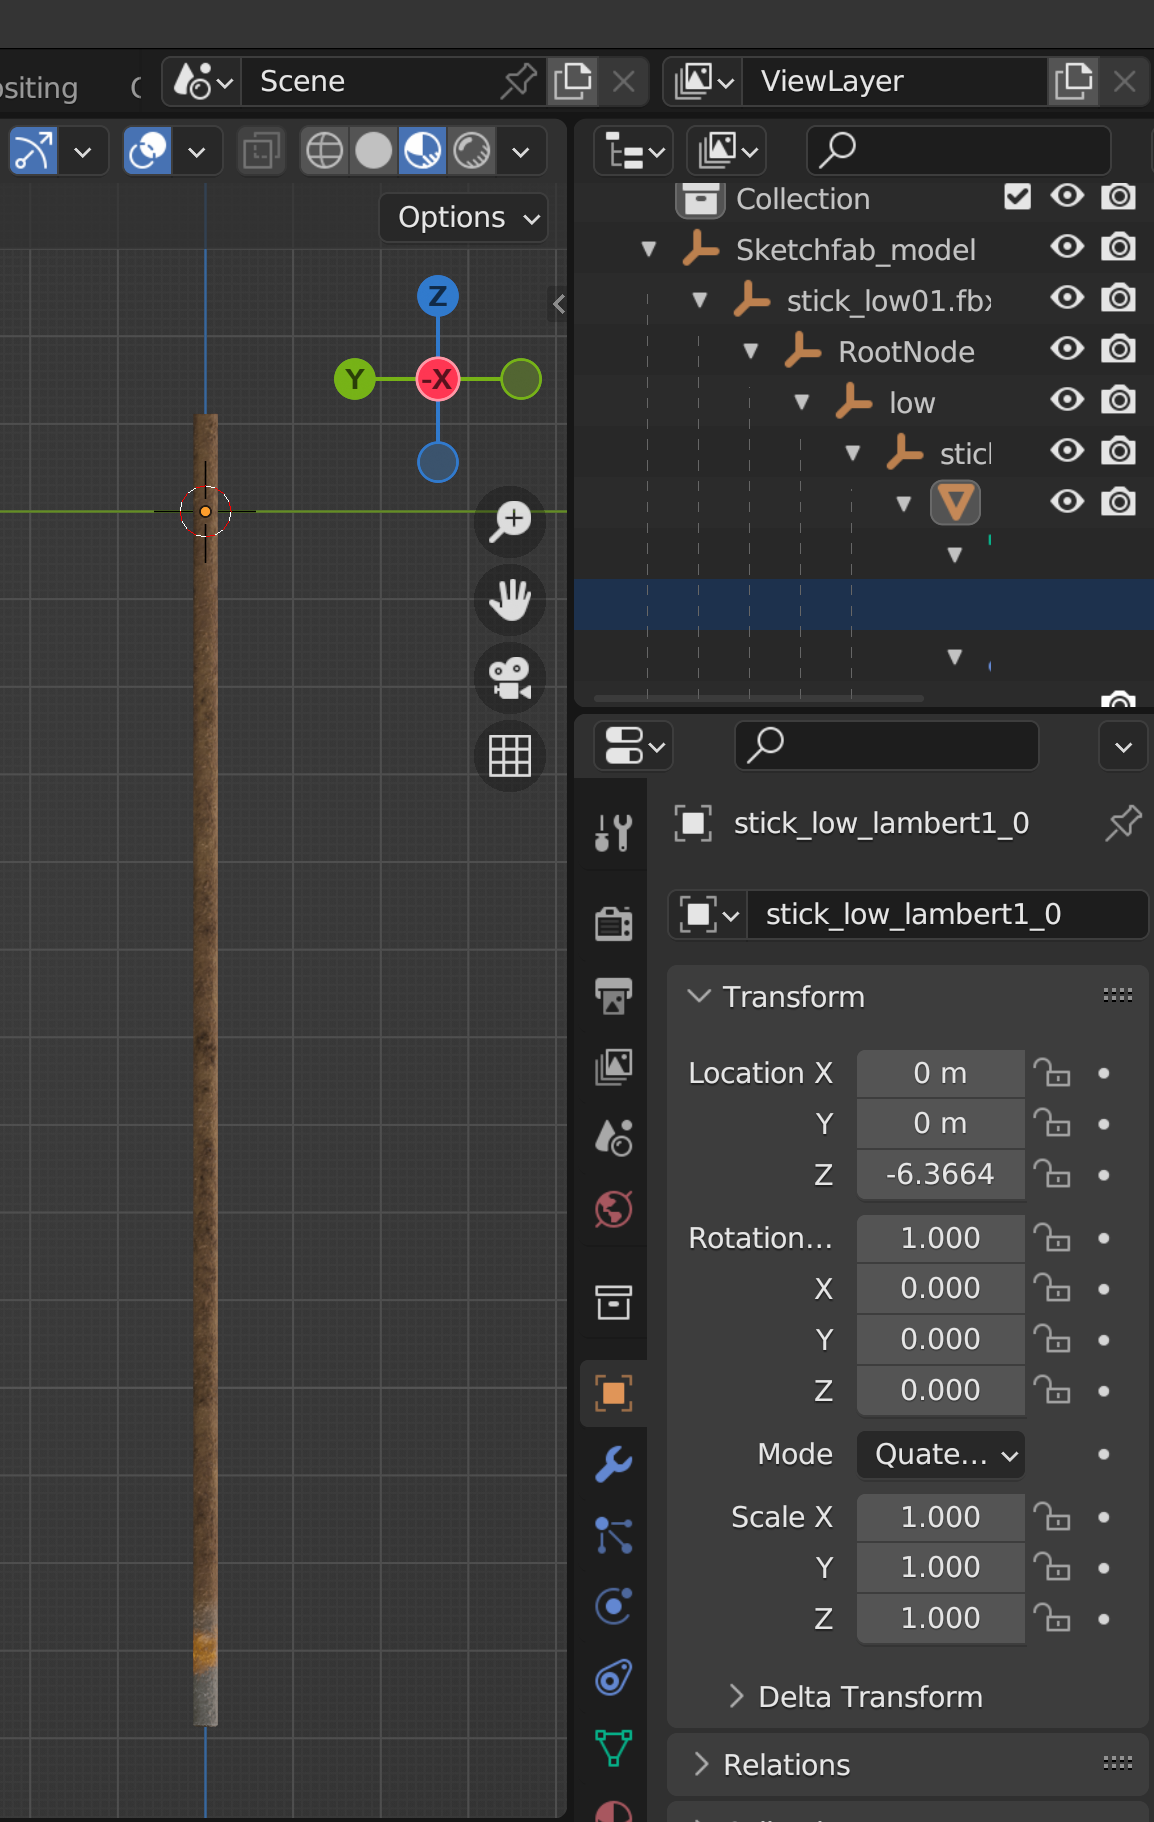 ositing
Scene
ViewLayer
Options
Z
Y
-X
Collection
Sketchfab_model
stick_low01.fbx
RootNode
low
stick
stick_low_lambert1_0
stick_low_lambert1_0
Transform
Location X 0 m
Y 0 m
Z -6.3664
Rotation... 1.000
X 0.000
Y 0.000
Z 0.000
Mode Quate...
Scale X 1.000
Y 1.000
Z 1.000
Delta Transform
Relations